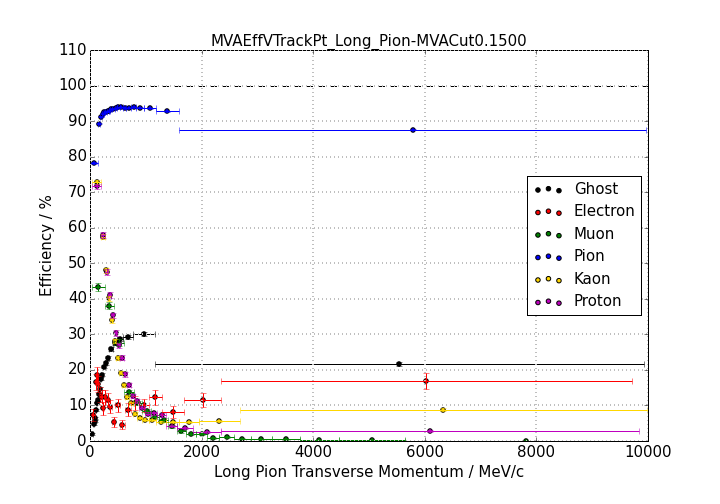 MVAEffVTrackPt_Long_Pion-MVACut0.1500
110
100
90
80
70
60
50
40
30
20
10
0
Efficiency / %
Ghost
Electron
Muon
Pion
Kaon
Proton
0 2000 4000 6000 8000 10000
Long Pion Transverse Momentum / MeV/c